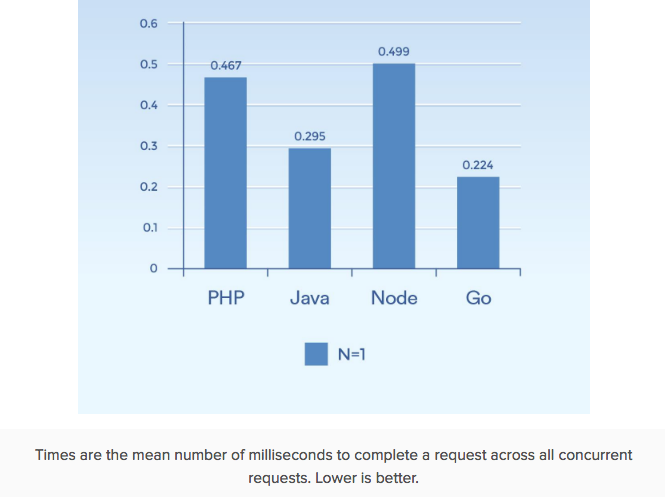 0.6
0.5
0.4
0.3
0.2
0.1
0
0.467
0.295
0.499
0.224
PHP Java Node Go
N=1
Times are the mean number of milliseconds to complete a request across all concurrent
requests. Lower is better.